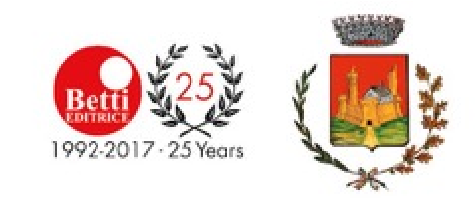 Betti
EDITRICE
25
1992-2017 · 25 Years